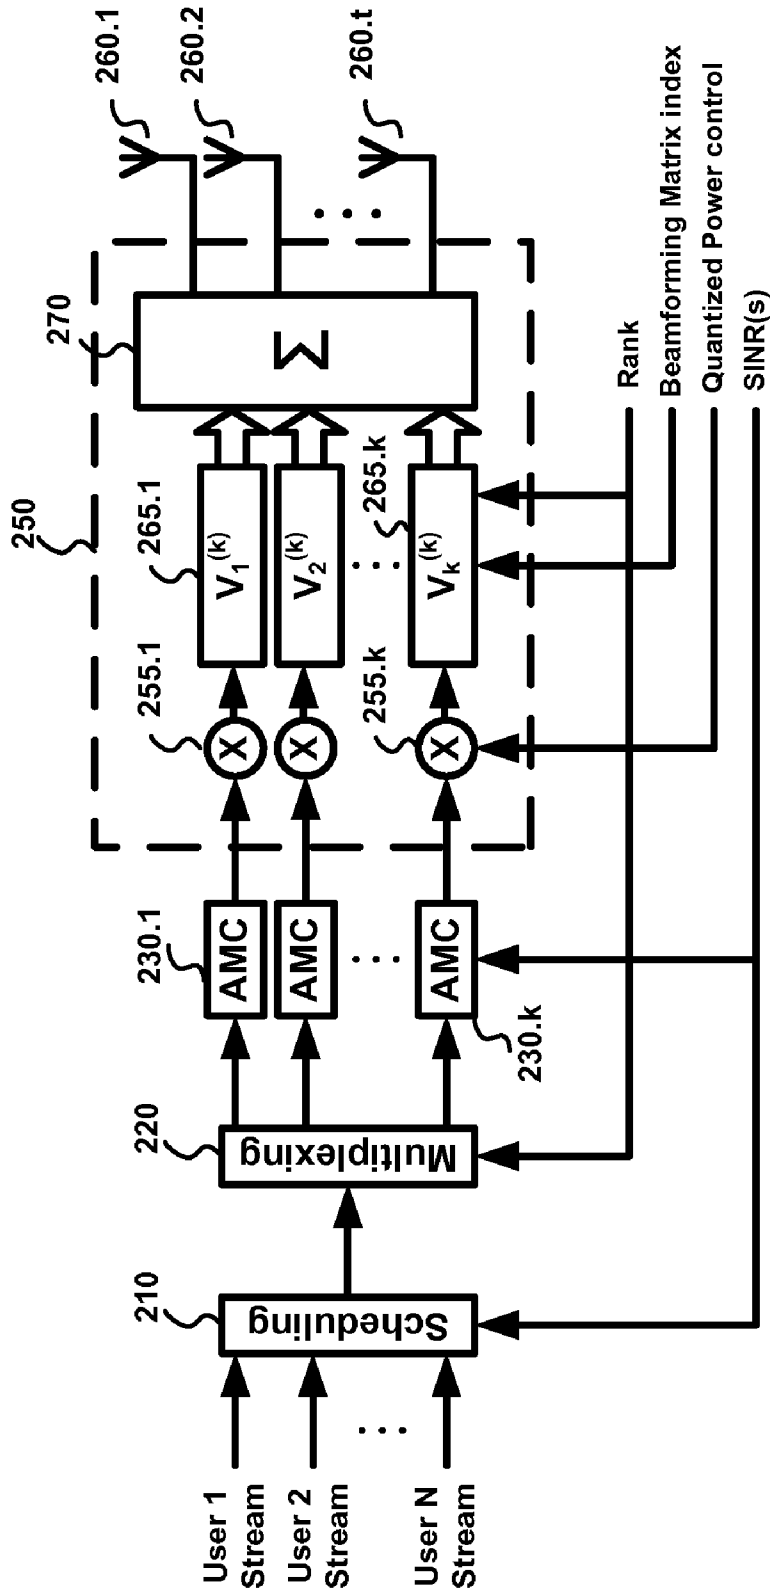 User 1
Stream
User 2
Stream
. . .
User N
Stream
210
Scheduling
220
Multiplexing
230.1
AMC
AMC
. . .
AMC
230.k
250
255.1
X
X
255.k
X
265.1
V1(k)
V2(k)
. . .
265.k
Vk(k)
270
Σ
260.1
260.2
. . .
260.t
Rank
Beamforming Matrix index
Quantized Power control
SINR(s)